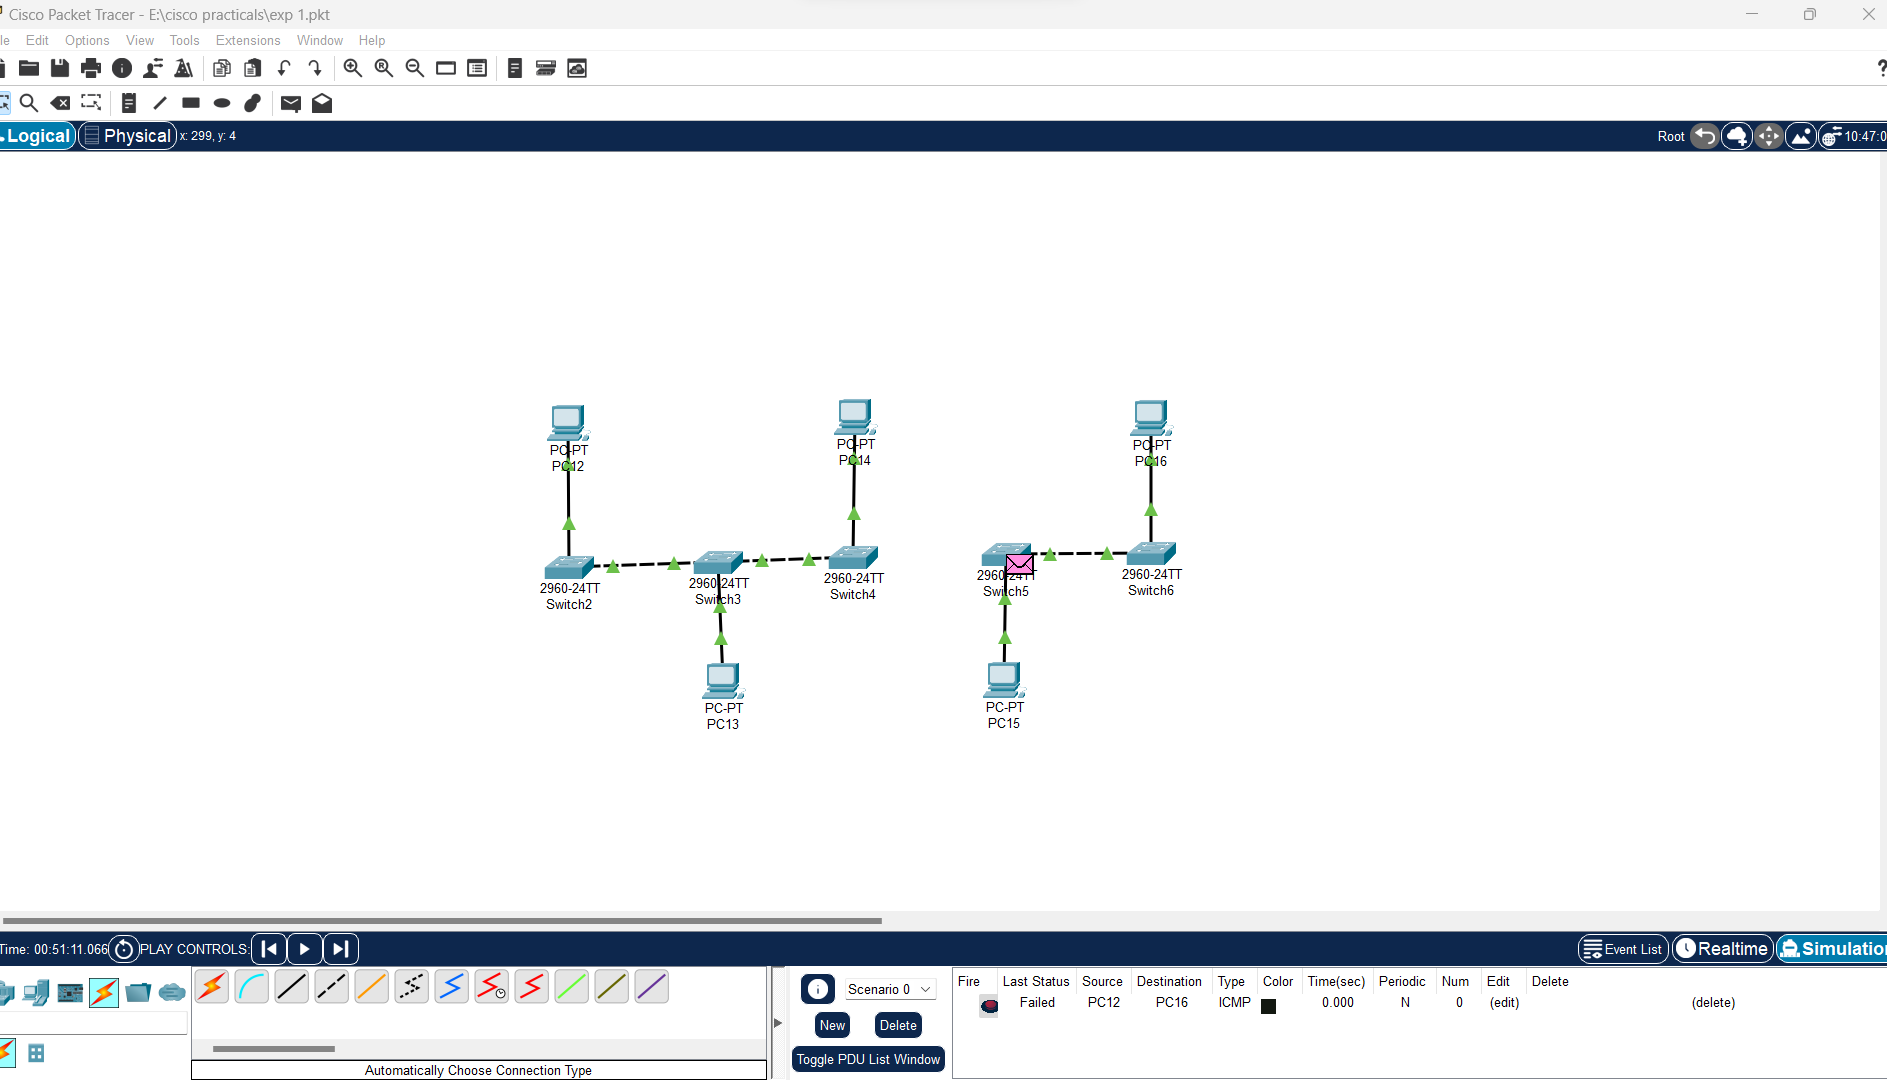 Cisco Packet Tracer - E:\cisco practicals\exp 1.pkt
le Edit Options View Tools Extensions Window Help
Logical Physical x: 299, y: 4 Root 10:47:0
PC-PT
PC12
PC-PT
PC14
PC-PT
PC16
2960-24TT
Switch2
2960-24TT
Switch3
2960-24TT
Switch4
2960-24TT
Switch5
2960-24TT
Switch6
PC-PT
PC13
PC-PT
PC15
Time: 00:51:11.066 PLAY CONTROLS: Event List Realtime Simulatio
Scenario 0
New Delete
Toggle PDU List Window
Fire Last Status Source Destination Type Color Time(sec) Periodic Num Edit Delete
Failed PC12 PC16 ICMP 0.000 N 0 (edit) (delete)
Automatically Choose Connection Type